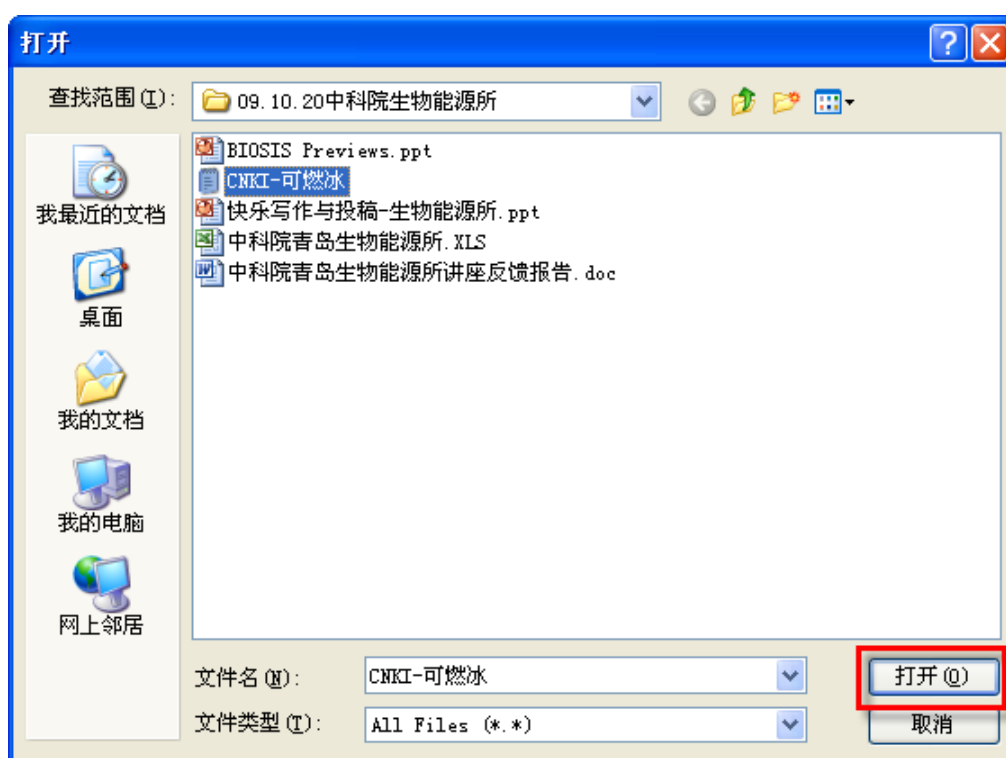 打开
查找范围(I):
09.10.20中科院生物能源所
BIOSIS Previews.ppt
CNKI-可燃冰
快乐写作与投稿-生物能源所.ppt
中科院青岛生物能源所.XLS
中科院青岛生物能源所讲座反馈报告.doc
我最近的文档
桌面
我的文档
我的电脑
网上邻居
文件名(N):
CNKI-可燃冰
打开(O)
文件类型(T):
All Files (*.*)
取消